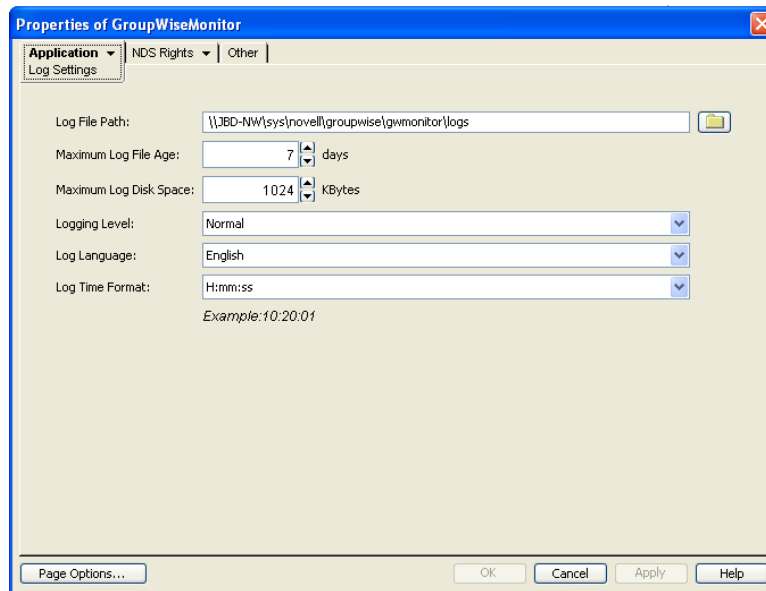 Properties of GroupWiseMonitor
Application NDS Rights Other
Log Settings
Log File Path: \\JBD-NW\sys\novell\groupwise\gwmonitor\logs
Maximum Log File Age: 7 days
Maximum Log Disk Space: 1024 KBytes
Logging Level: Normal
Log Language: English
Log Time Format: H:mm:ss
Example:10:20:01
Page Options... OK Cancel Apply Help